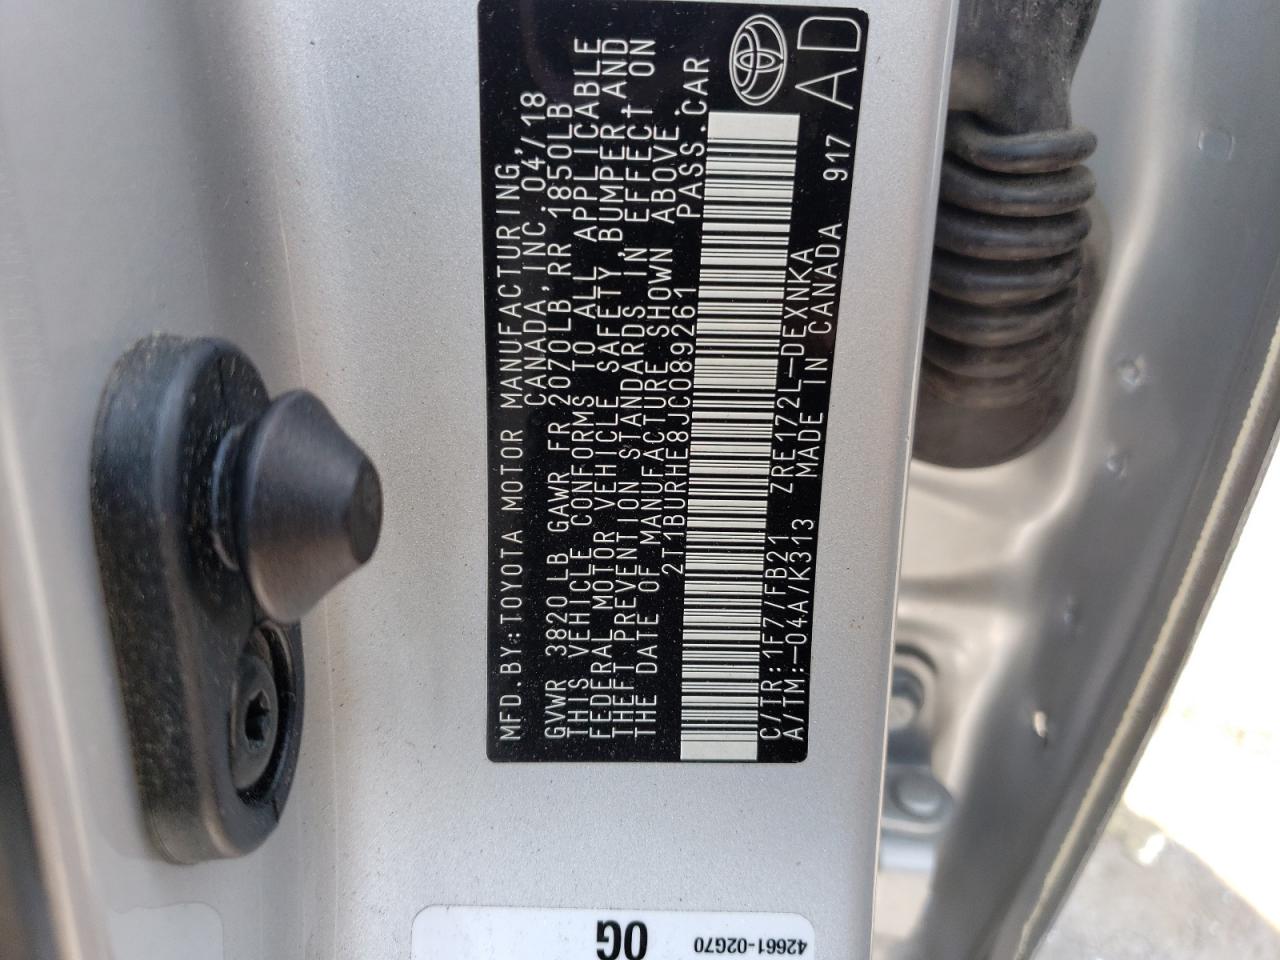 MFD.BY:TOYOTA MOTOR MANUFACTURING,
CANADA,INC.04/18
GVWR 3820LB GAWR FR 2070LB,RR 1850LB
THIS VEHICLE CONFORMS TO ALL APPLICABLE
FEDERAL MOTOR VEHICLE SAFETY,BUMPER,AND
THEFT PREVENTION STANDARDS IN EFFECT ON
THE DATE OF MANUFACTURE SHOWN ABOVE.
2T1BURHE8JC089261 PASS.CAR
C/TR:1F7/FB21 ZRE172L-DEXNKA
A/TM:-04A/K313 MADE IN CANADA 917 AD
0G
42661-02G70